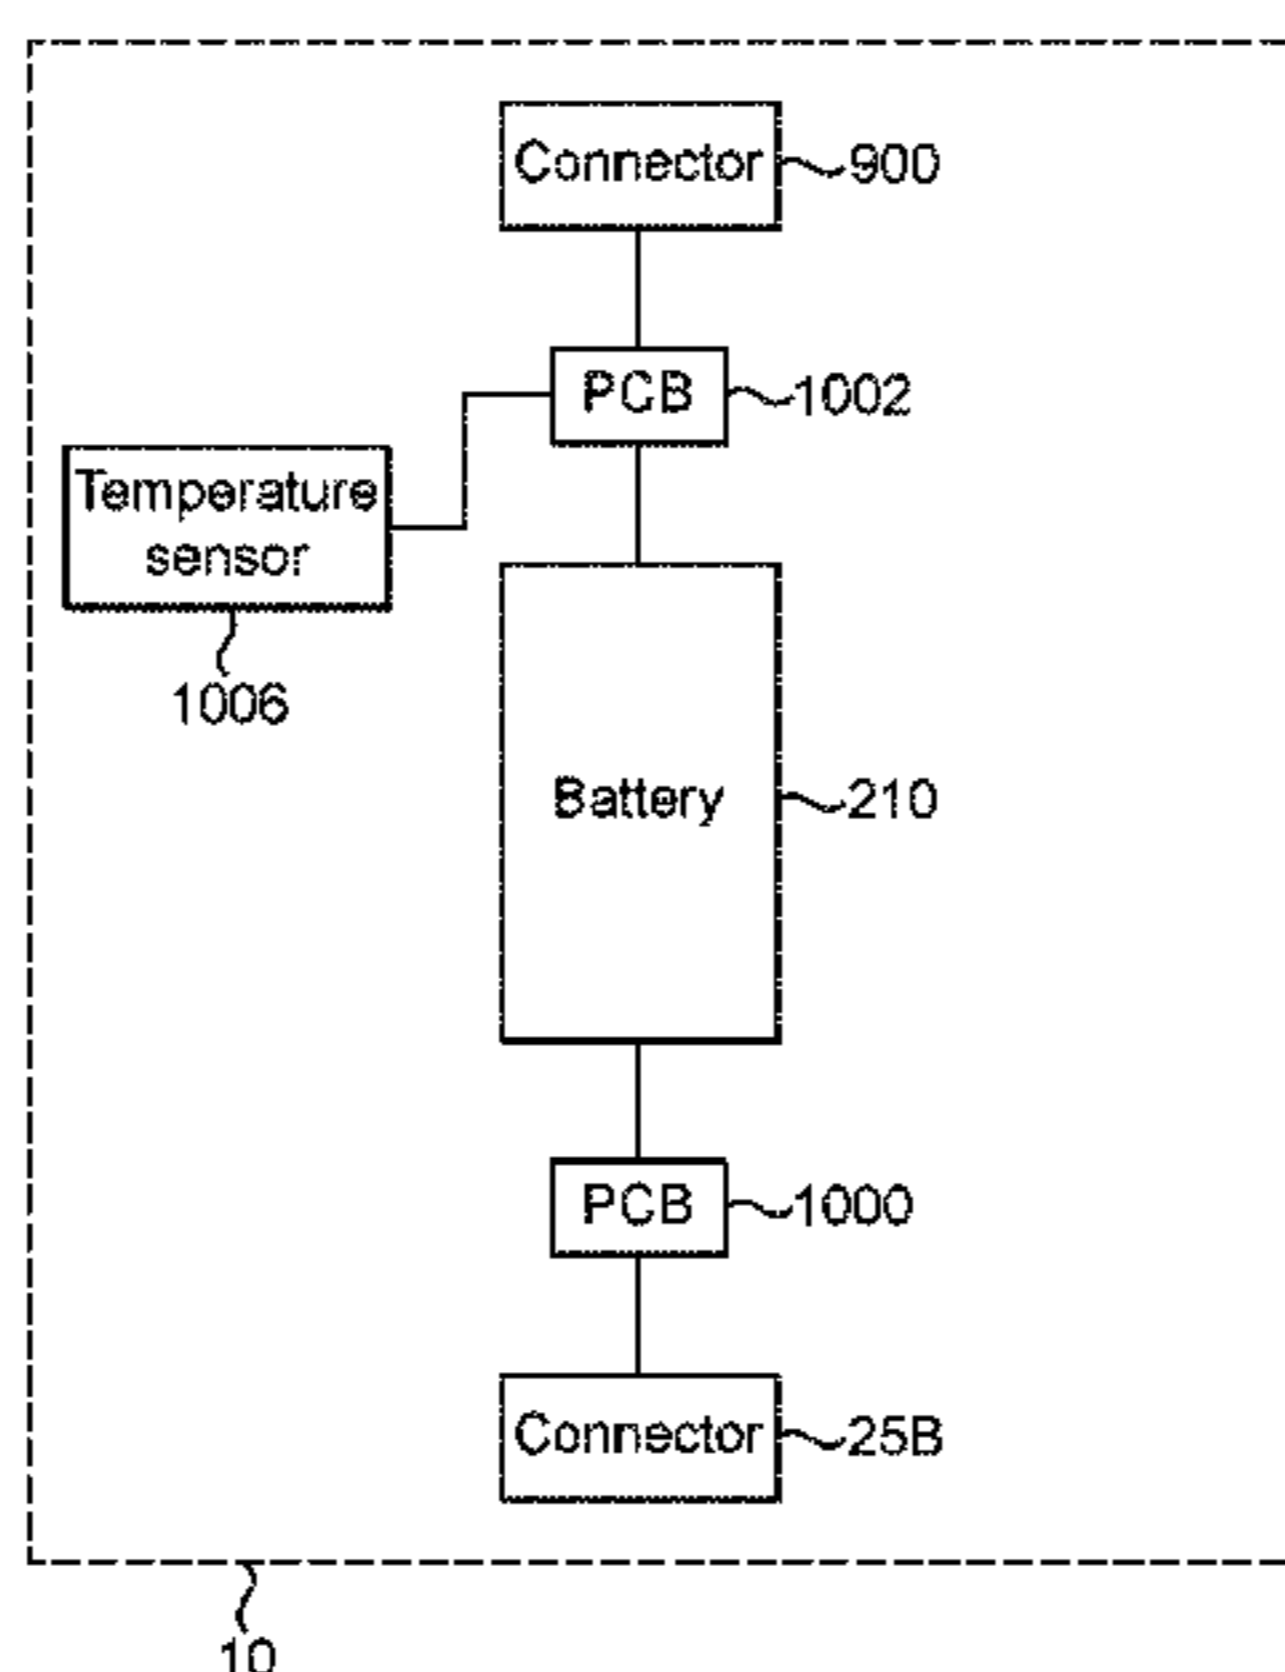 Connector 900
PCB 1002
Temperature
sensor
1006
Battery 210
PCB 1000
Connector 25B
10